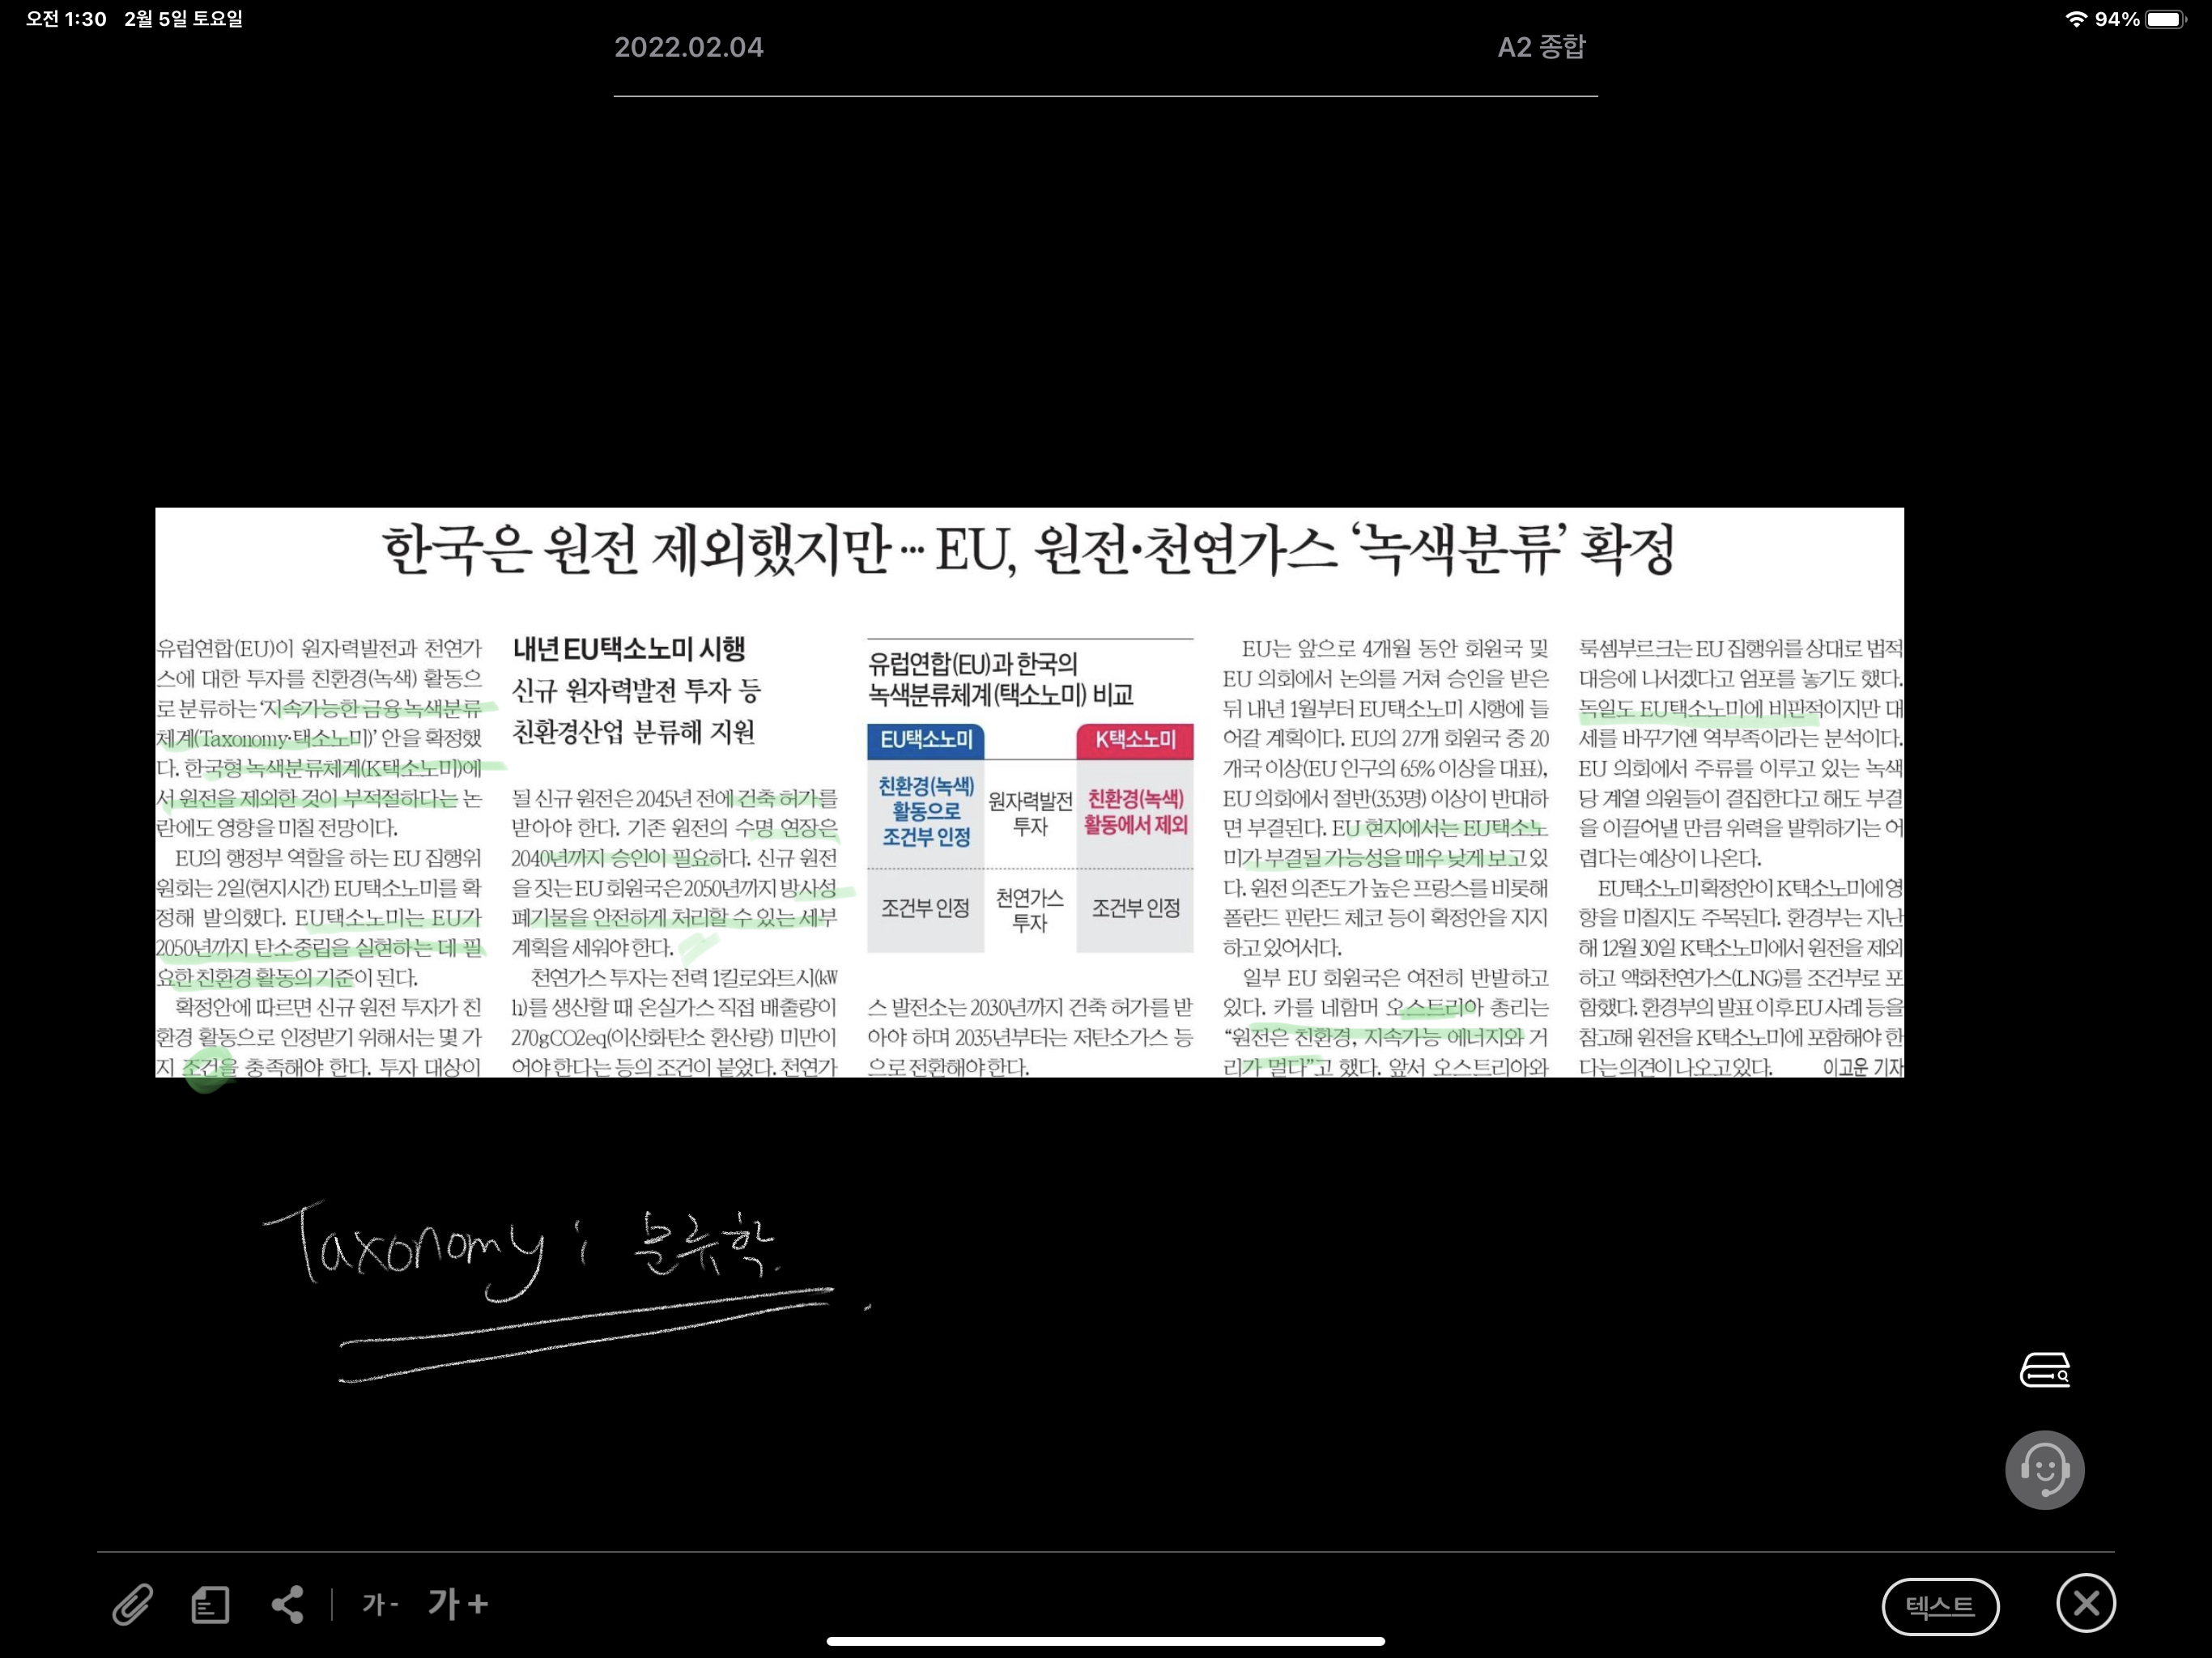 오전 1:30 2월 5일 토요일
94%
2022.02.04
A2 종합
한국은 원전 제외했지만… EU, 원전·천연가스 ‘녹색분류’ 확정
유럽연합(EU)이 원자력발전과 천연가
스에 대한 투자를 친환경(녹색) 활동으
로 분류하는 ‘지속가능한 금융 녹색분류
체계(Taxonomy·택소노미)’ 안을 확정했
다. 한국형 녹색분류체계(K택소노미)에
서 원전을 제외한 것이 부적절하다는 논
란에도 영향을 미칠 전망이다.
EU의 행정부 역할을 하는 EU 집행위
원회는 2일(현지시간) EU택소노미를 확
정해 발의했다. EU택소노미는 EU가
2050년까지 탄소중립을 실현하는 데 필
요한 친환경 활동의 기준이 된다.
확정안에 따르면 신규 원전 투자가 친
환경 활동으로 인정받기 위해서는 몇 가
지 조건을 충족해야 한다. 투자 대상이
내년 EU택소노미 시행
신규 원자력발전 투자 등
친환경산업 분류해 지원
될 신규 원전은 2045년 전에 건축 허가를
받아야 한다. 기존 원전의 수명 연장은
2040년까지 승인이 필요하다. 신규 원전
을 짓는 EU 회원국은 2050년까지 방사성
폐기물을 안전하게 처리할 수 있는 세부
계획을 세워야 한다.
천연가스 투자는 전력 1킬로와트시(kW
h)를 생산할 때 온실가스 직접 배출량이
270gCO2eq(이산화탄소 환산량) 미만이
어야 한다는 등의 조건이 붙었다. 천연가
유럽연합(EU)과 한국의
녹색분류체계(택소노미) 비교
EU택소노미
K택소노미
친환경(녹색)
활동으로
조건부 인정
원자력발전
투자
친환경(녹색)
활동에서 제외
조건부 인정
천연가스
투자
조건부 인정
스 발전소는 2030년까지 건축 허가를 받
아야 하며 2035년부터는 저탄소가스 등
으로 전환해야 한다.
EU는 앞으로 4개월 동안 회원국 및
EU 의회에서 논의를 거쳐 승인을 받은
뒤 내년 1월부터 EU택소노미 시행에 들
어갈 계획이다. EU의 27개 회원국 중 20
개국 이상(EU 인구의 65% 이상을 대표),
EU 의회에서 절반(353명) 이상이 반대하
면 부결된다. EU 현지에서는 EU택소노
미가 부결될 가능성을 매우 낮게 보고 있
다. 원전 의존도가 높은 프랑스를 비롯해
폴란드 핀란드 체코 등이 확정안을 지지
하고 있어서다.
일부 EU 회원국은 여전히 반발하고
있다. 카를 네함머 오스트리아 총리는
“원전은 친환경, 지속가능 에너지와 거
리가 멀다”고 했다. 앞서 오스트리아와
룩셈부르크는 EU 집행위를 상대로 법적
대응에 나서겠다고 엄포를 놓기도 했다.
독일도 EU택소노미에 비판적이지만 대
세를 바꾸기엔 역부족이라는 분석이다.
EU 의회에서 주류를 이루고 있는 녹색
당 계열 의원들이 결집한다고 해도 부결
을 이끌어낼 만큼 위력을 발휘하기는 어
렵다는 예상이 나온다.
EU택소노미 확정안이 K택소노미에 영
향을 미칠지도 주목된다. 환경부는 지난
해 12월 30일 K택소노미에서 원전을 제외
하고 액화천연가스(LNG)를 조건부로 포
함했다. 환경부의 발표 이후 EU 사례 등을
참고해 원전을 K택소노미에 포함해야 한
다는 의견이 나오고 있다. 이고운 기자
Taxonomy : 분류학.
가- 가+
텍스트